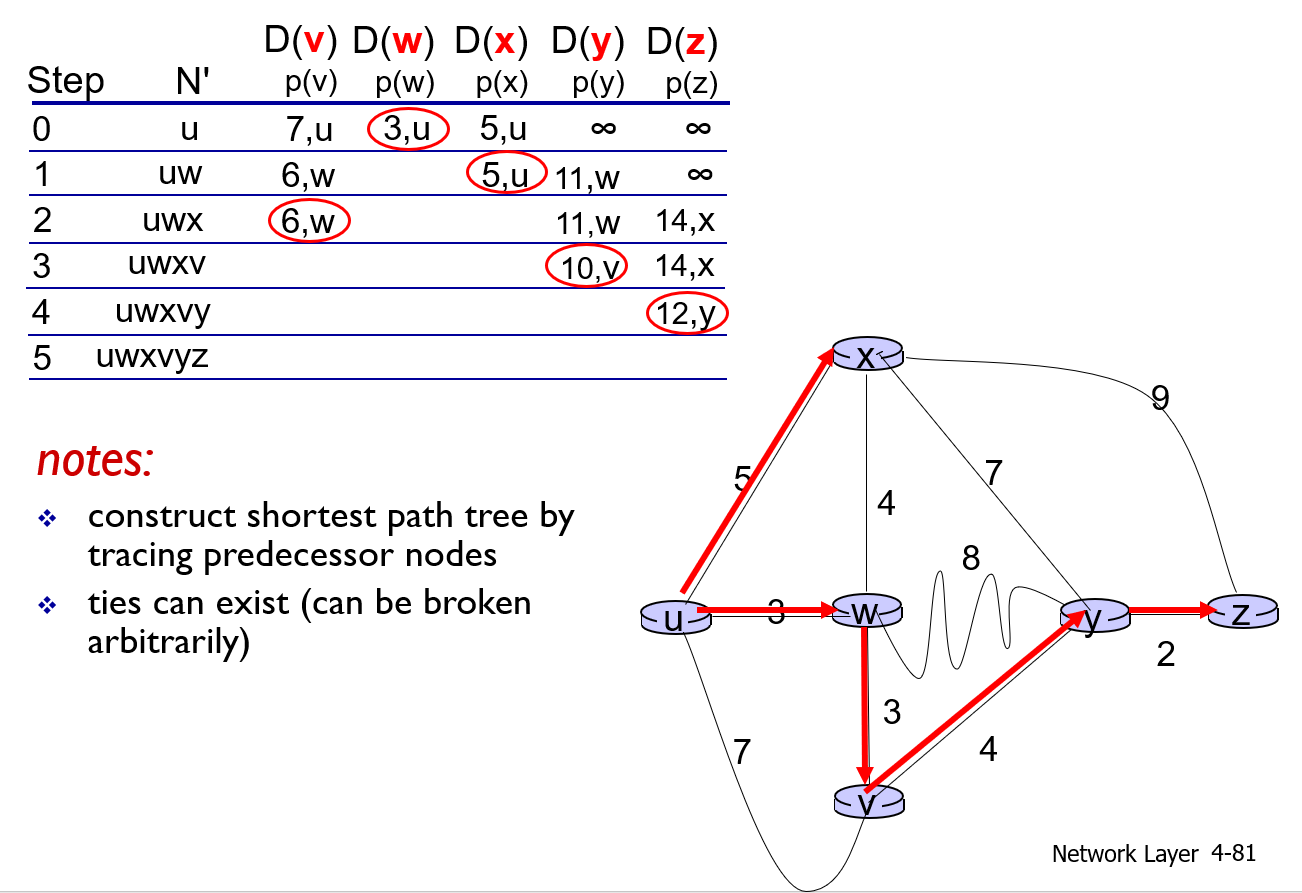 D(v) D(w) D(x) D(y) D(z)
Step N' p(v) p(w) p(x) p(y) p(z)
0 u 7,u 3,u 5,u ∞ ∞
1 uw 6,w 5,u 11,w ∞
2 uwx 6,w 11,w 14,x
3 uwxv 10,v 14,x
4 uwxvy 12,y
5 uwxvyz
notes:
❖ construct shortest path tree by
tracing predecessor nodes
❖ ties can exist (can be broken
arbitrarily)
x
9
5
7
4
8
u
3
w
y
z
2
3
7
4
v
Network Layer 4-81